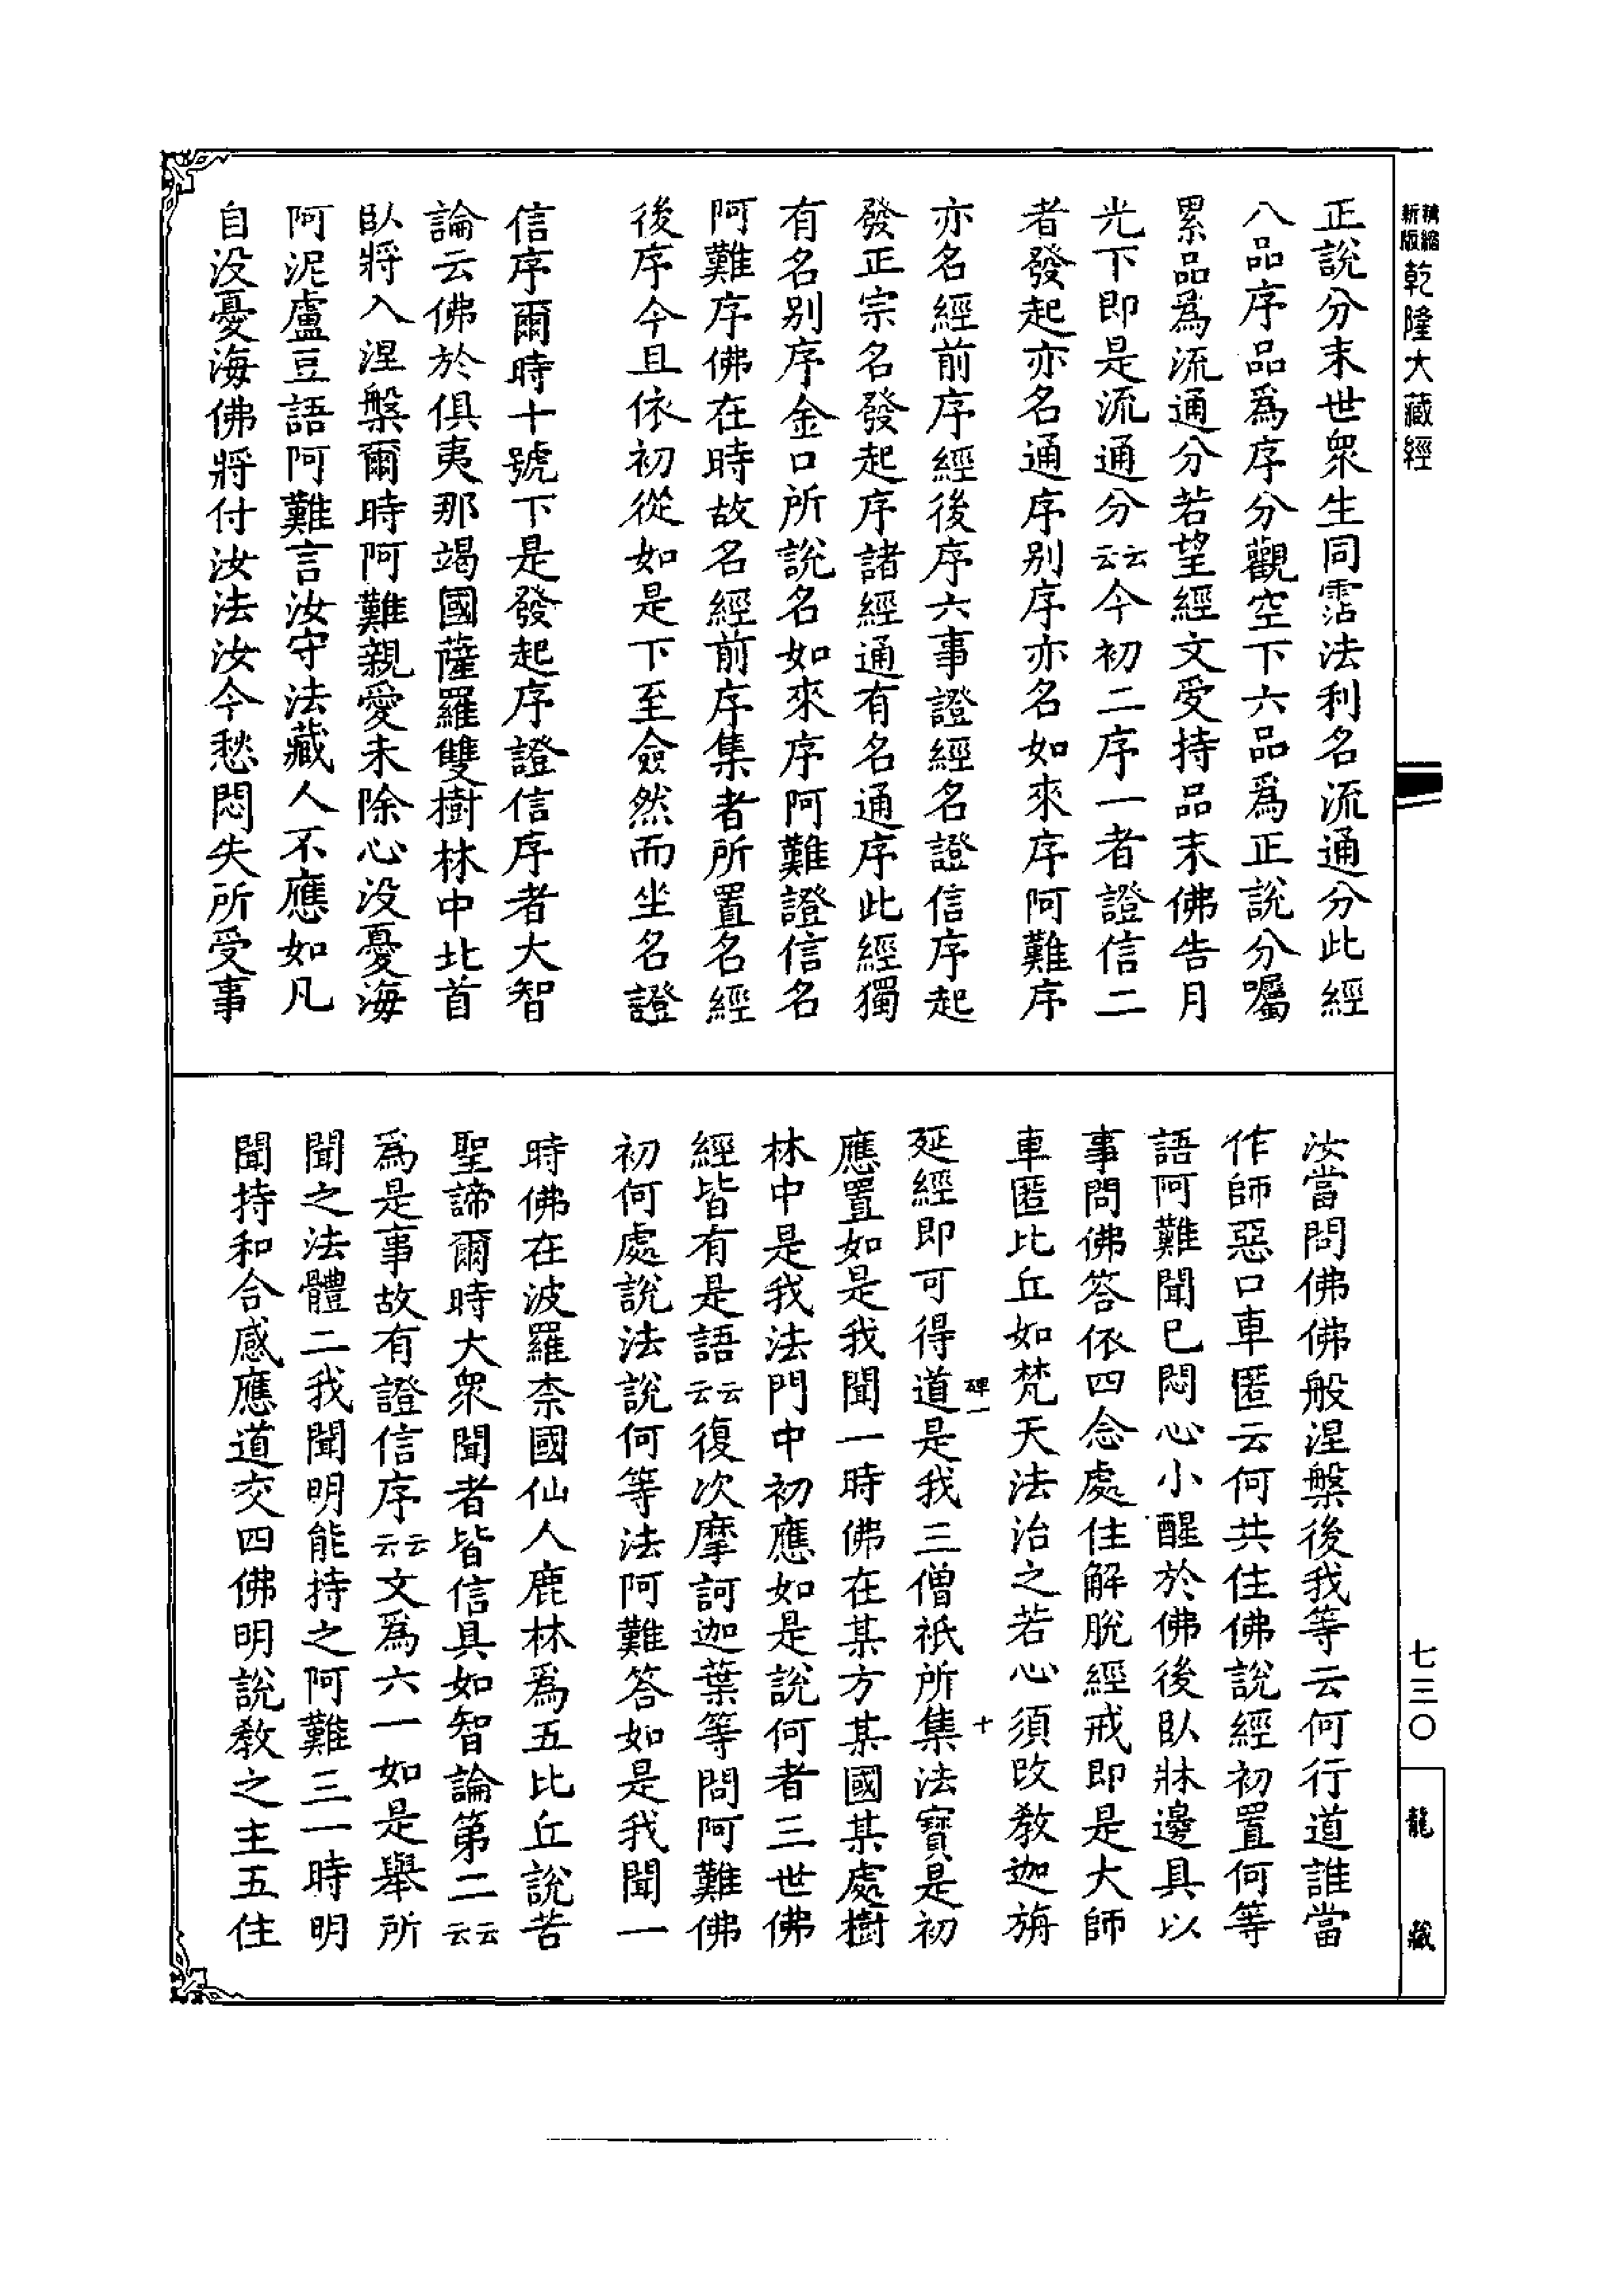 精縮新版乾隆大藏經
正說分末世衆生同霑法利名流通分此經
八品序品爲序分觀空下六品爲正說分囑
累品爲流通分若望經文受持品末佛告月
光下即是流通分云云今初二序一者證信二
者發起亦名通序别序亦名如來序阿難序
亦名經前序經後序六事證經名證信序起
發正宗名發起序諸經通有名通序此經獨
有名别序金口所說名如來序阿難證信名
阿難序佛在時故名經前序集者所置名經
後序今且依初從如是下至僉然而坐名證
信序爾時十號下是發起序證信序者大智
論云佛於俱夷那竭國薩羅雙樹林中北首
臥將入涅槃爾時阿難親愛未除心没憂海
阿泥盧豆語阿難言汝守法藏人不應如凡
自没憂海佛將付汝法汝今愁悶失所受事
汝當問佛佛般涅槃後我等云何行道誰當
作師惡口車匿云何共住佛說經初置何等
語阿難聞已悶心小醒於佛後臥牀邊具以
事問佛答依四念處住解脫經戒即是大師
車匿比丘如梵天法治之若心須改教迦旃
延經即可得道是我三僧祇所集法寶是初
碑一
十
應置如是我聞一時佛在某方某國某處樹
林中是我法門中初應如是說何者三世佛
經皆有是語云云復次摩訶迦葉等問阿難佛
初何處說法說何等法阿難答如是我聞一
時佛在波羅柰國仙人鹿林爲五比丘說苦
聖諦爾時大衆聞者皆信具如智論第二云云
爲是事故有證信序云云文爲六一如是舉所
聞之法體二我聞明能持之阿難三一時明
聞持和合感應道交四佛明說教之主五住
七三〇
龍藏